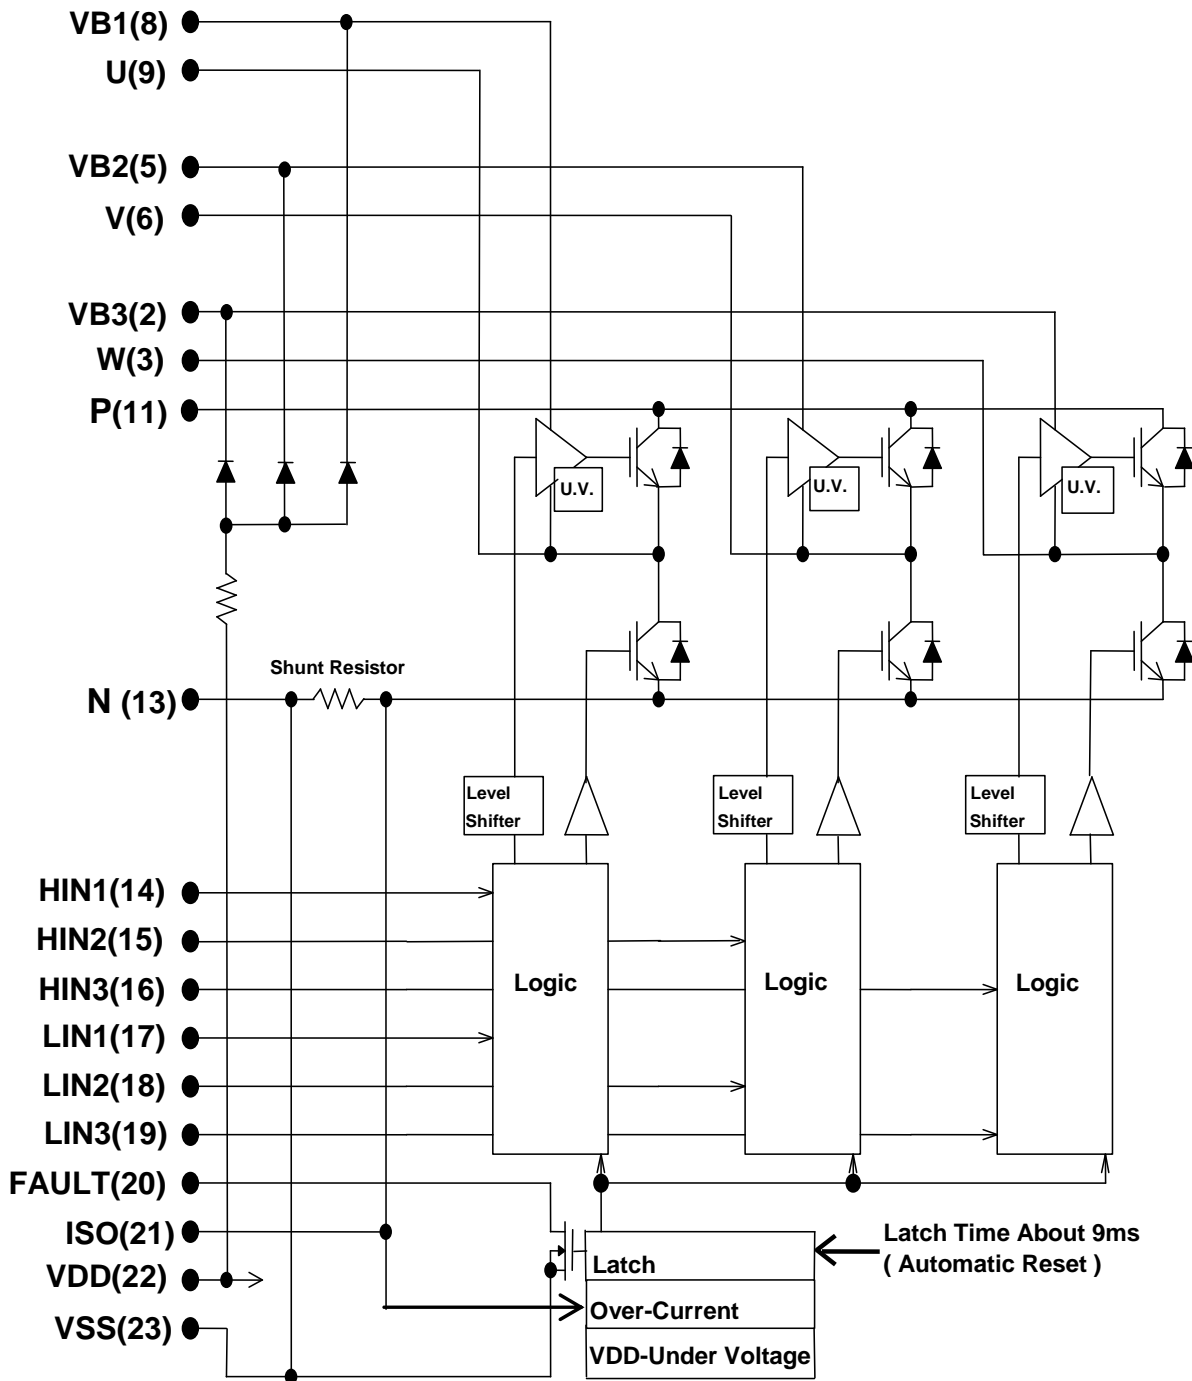 VB1(8)
U(9)
VB2(5)
V(6)
VB3(2)
W(3)
P(11)
U.V.
U.V.
U.V.
Shunt Resistor
N (13)
Level
Shifter
Level
Shifter
Level
Shifter
HIN1(14)
HIN2(15)
HIN3(16)
Logic
Logic
Logic
LIN1(17)
LIN2(18)
LIN3(19)
FAULT(20)
ISO(21)
VDD(22)
VSS(23)
Latch
Over-Current
VDD-Under Voltage
Latch Time About 9ms
( Automatic Reset )